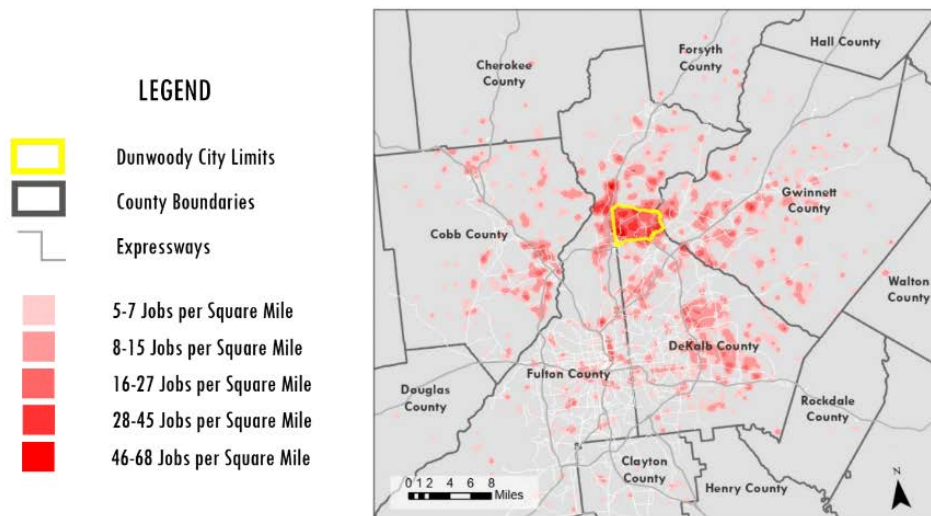 LEGEND
Dunwoody City Limits
County Boundaries
Expressways
5-7 Jobs per Square Mile
8-15 Jobs per Square Mile
16-27 Jobs per Square Mile
28-45 Jobs per Square Mile
46-68 Jobs per Square Mile
Hall County
Forsyth
County
Cherokee
County
Gwinnett
County
Cobb County
Walton
County
DeKalb County
Fulton County
Douglas
County
Rockdale
County
Clayton
County
Henry County
0 1 2 4 6 8
Miles
N